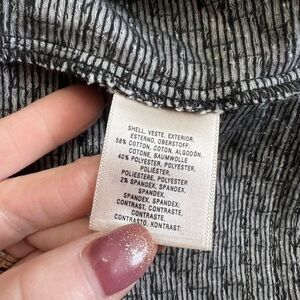 SHELL, VESTE, EXTERIOR,
ESTERNO, OBERSTOFF:
58% COTTON, COTON, ALGODÓN,
COTONE, BAUMWOLLE
40% POLYESTER, POLYESTER,
POLIÉSTER,
POLIESTERE, POLYESTER
2% SPANDEX, SPANDEX,
SPANDEX,
SPANDEX, SPANDEX;
CONTRAST, CONTRASTE,
CONTRASTE,
CONTRASTO, KONTRAST: